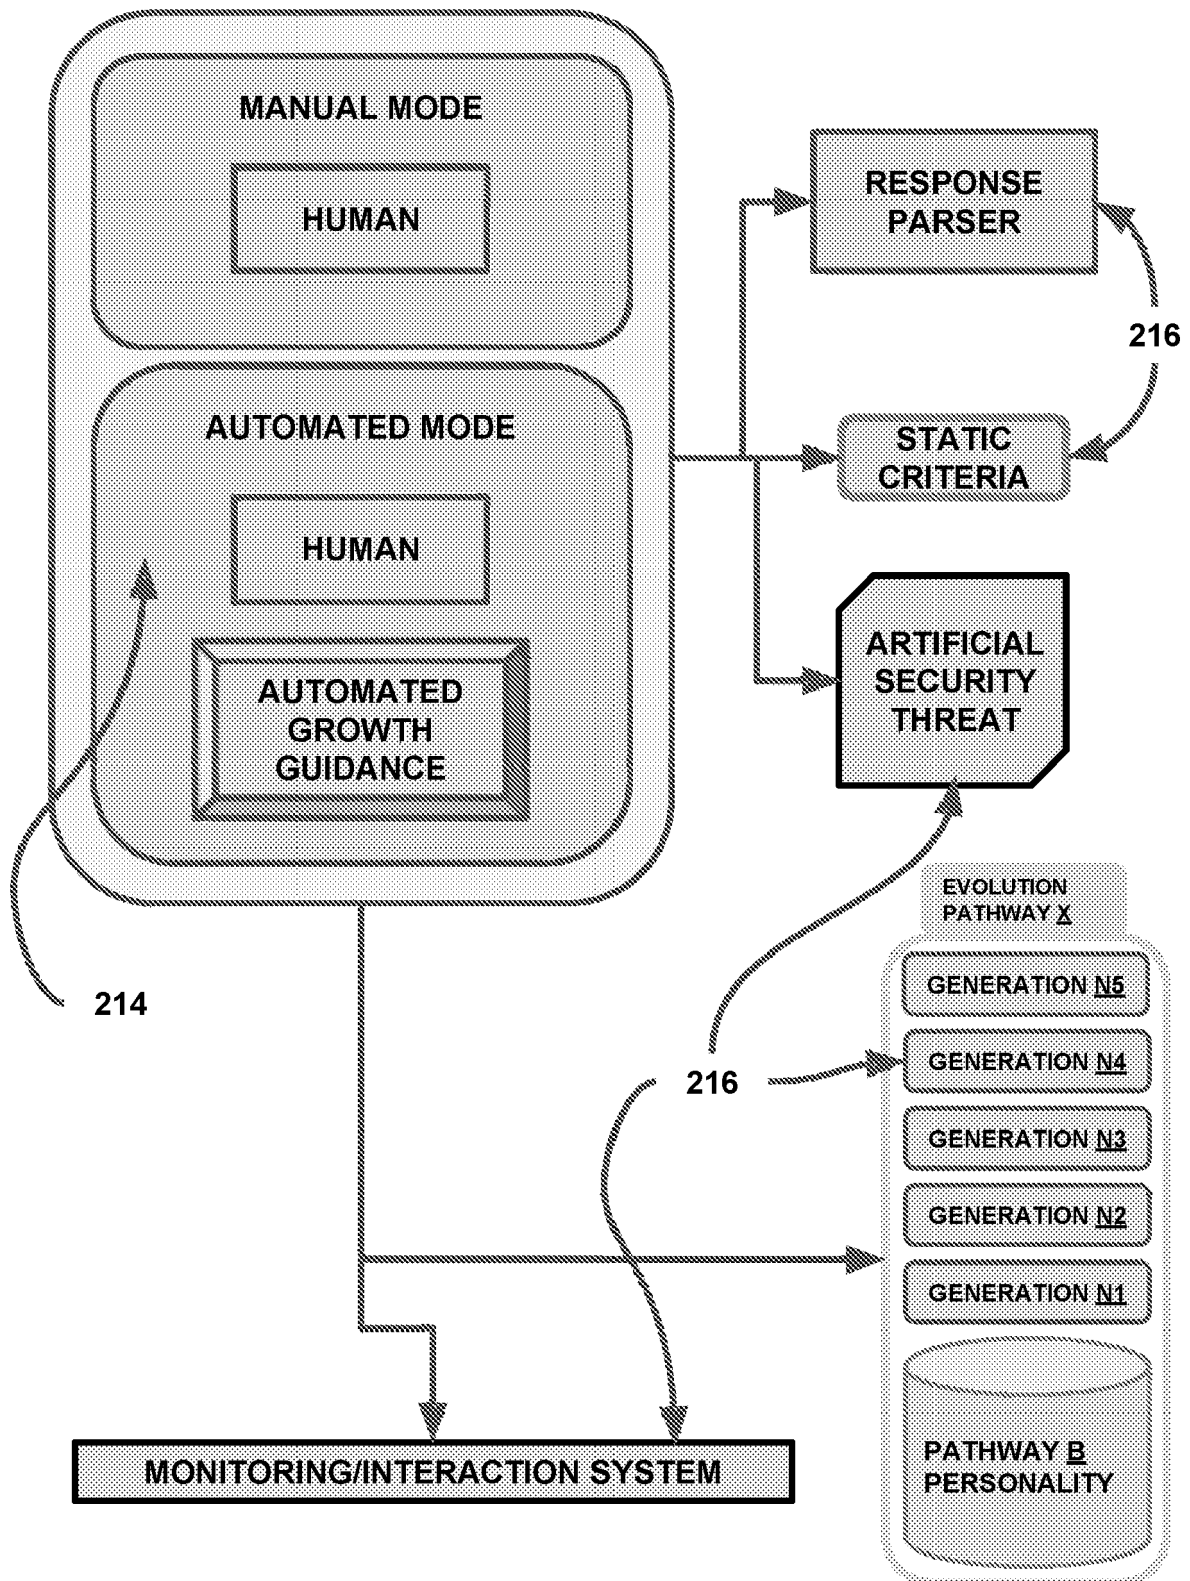 MANUAL MODE
HUMAN
AUTOMATED MODE
HUMAN
AUTOMATED
GROWTH
GUIDANCE
214
RESPONSE
PARSER
216
STATIC
CRITERIA
ARTIFICIAL
SECURITY
THREAT
EVOLUTION
PATHWAY X
GENERATION N5
GENERATION N4
GENERATION N3
GENERATION N2
GENERATION N1
PATHWAY B
PERSONALITY
216
MONITORING/INTERACTION SYSTEM